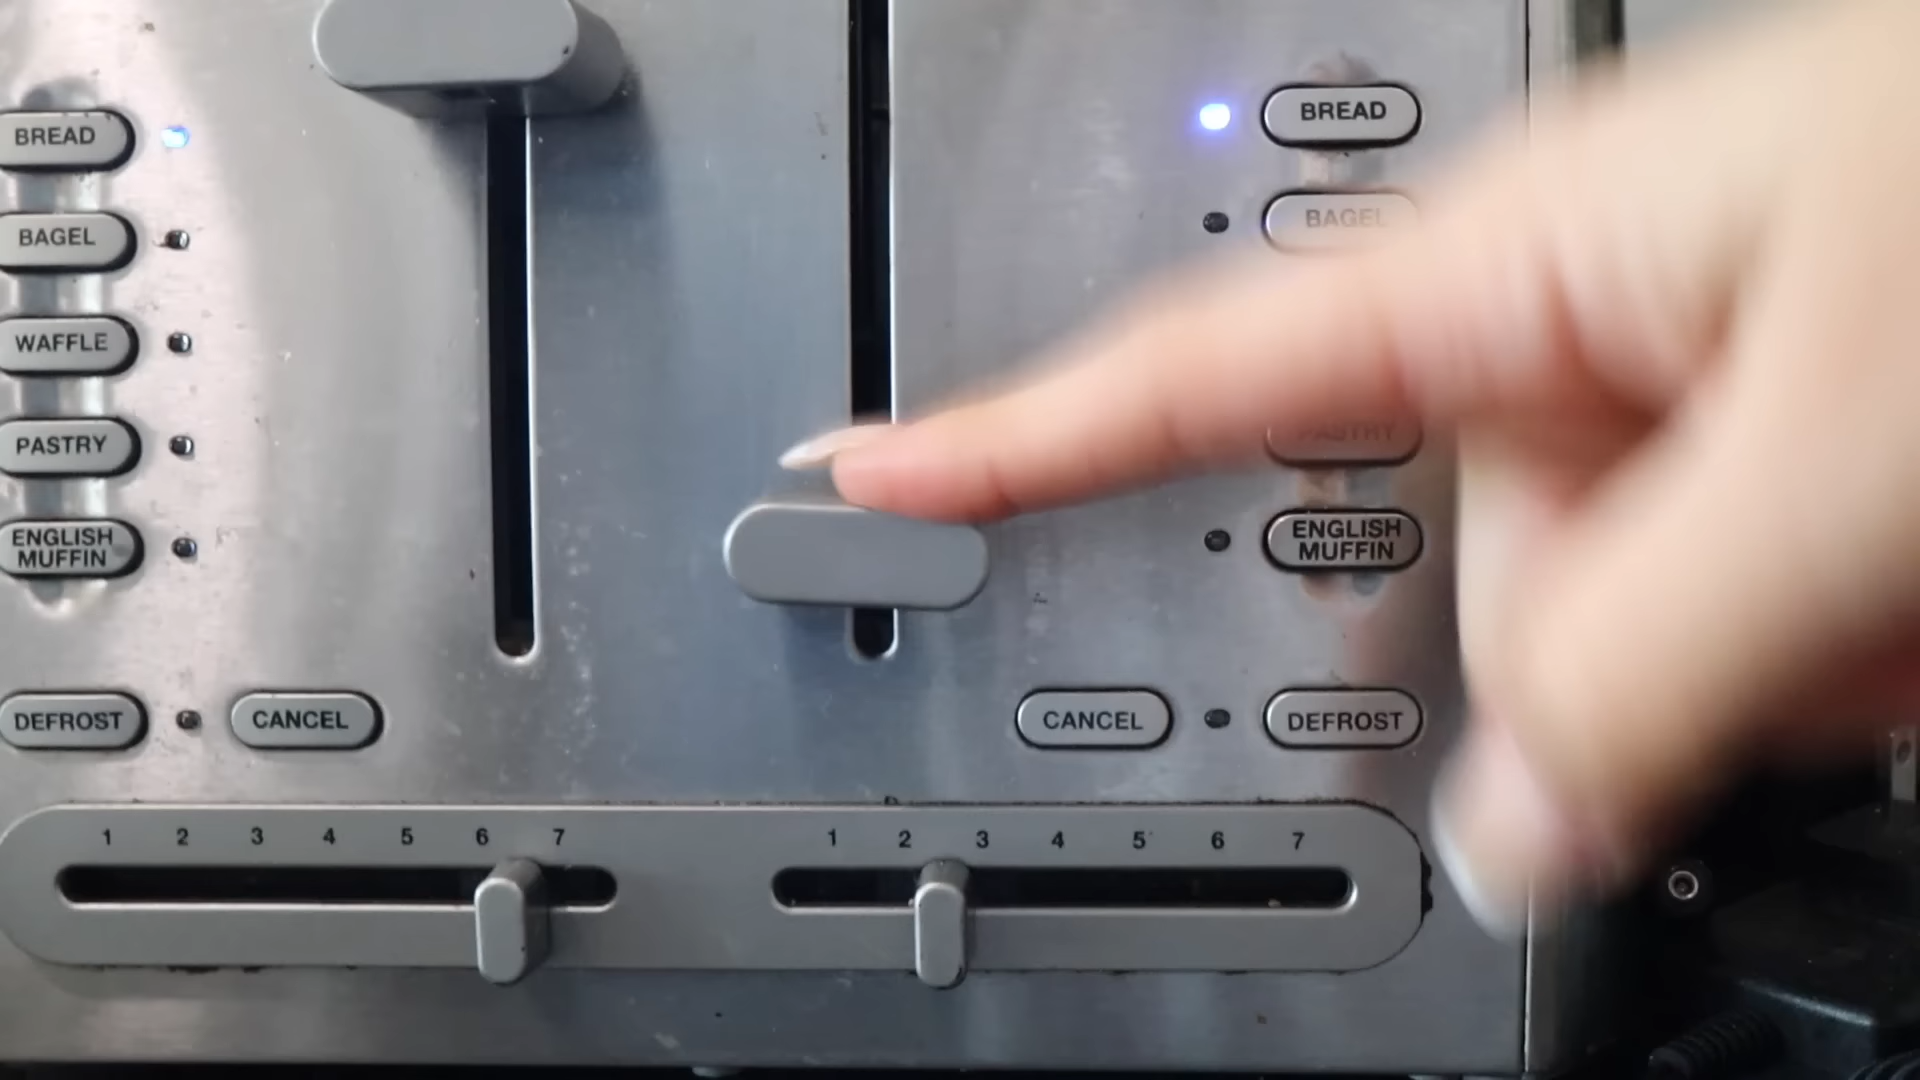 BREAD
BAGEL
WAFFLE
PASTRY
ENGLISH
MUFFIN
DEFROST
CANCEL
BREAD
BAGEL
PASTRY
ENGLISH
MUFFIN
CANCEL
DEFROST
1 2 3 4 5 6 7
1 2 3 4 5 6 7